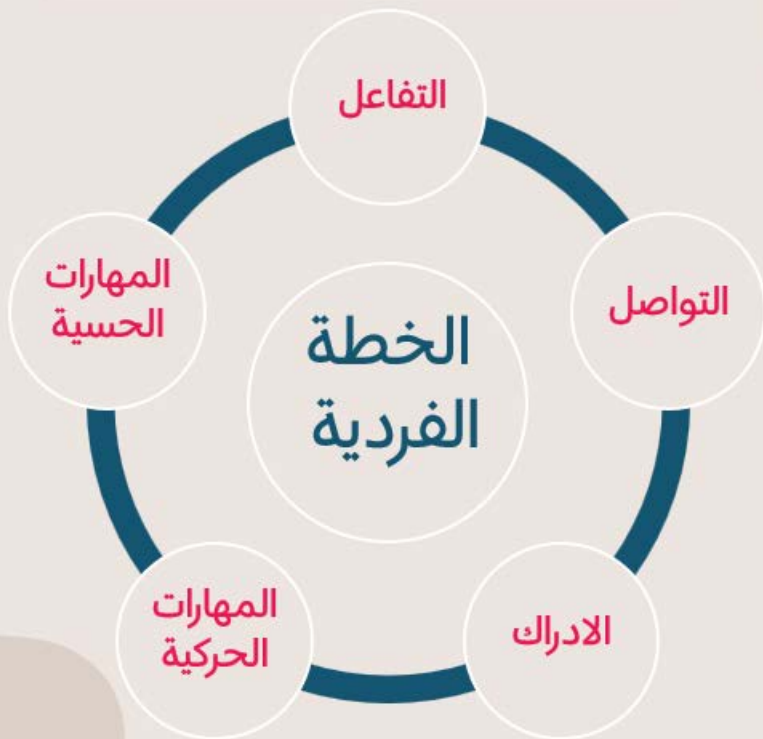 التفاعل
التواصل
الادراك
المهارات
الحركية
المهارات
الحسية
الخطة
الفردية